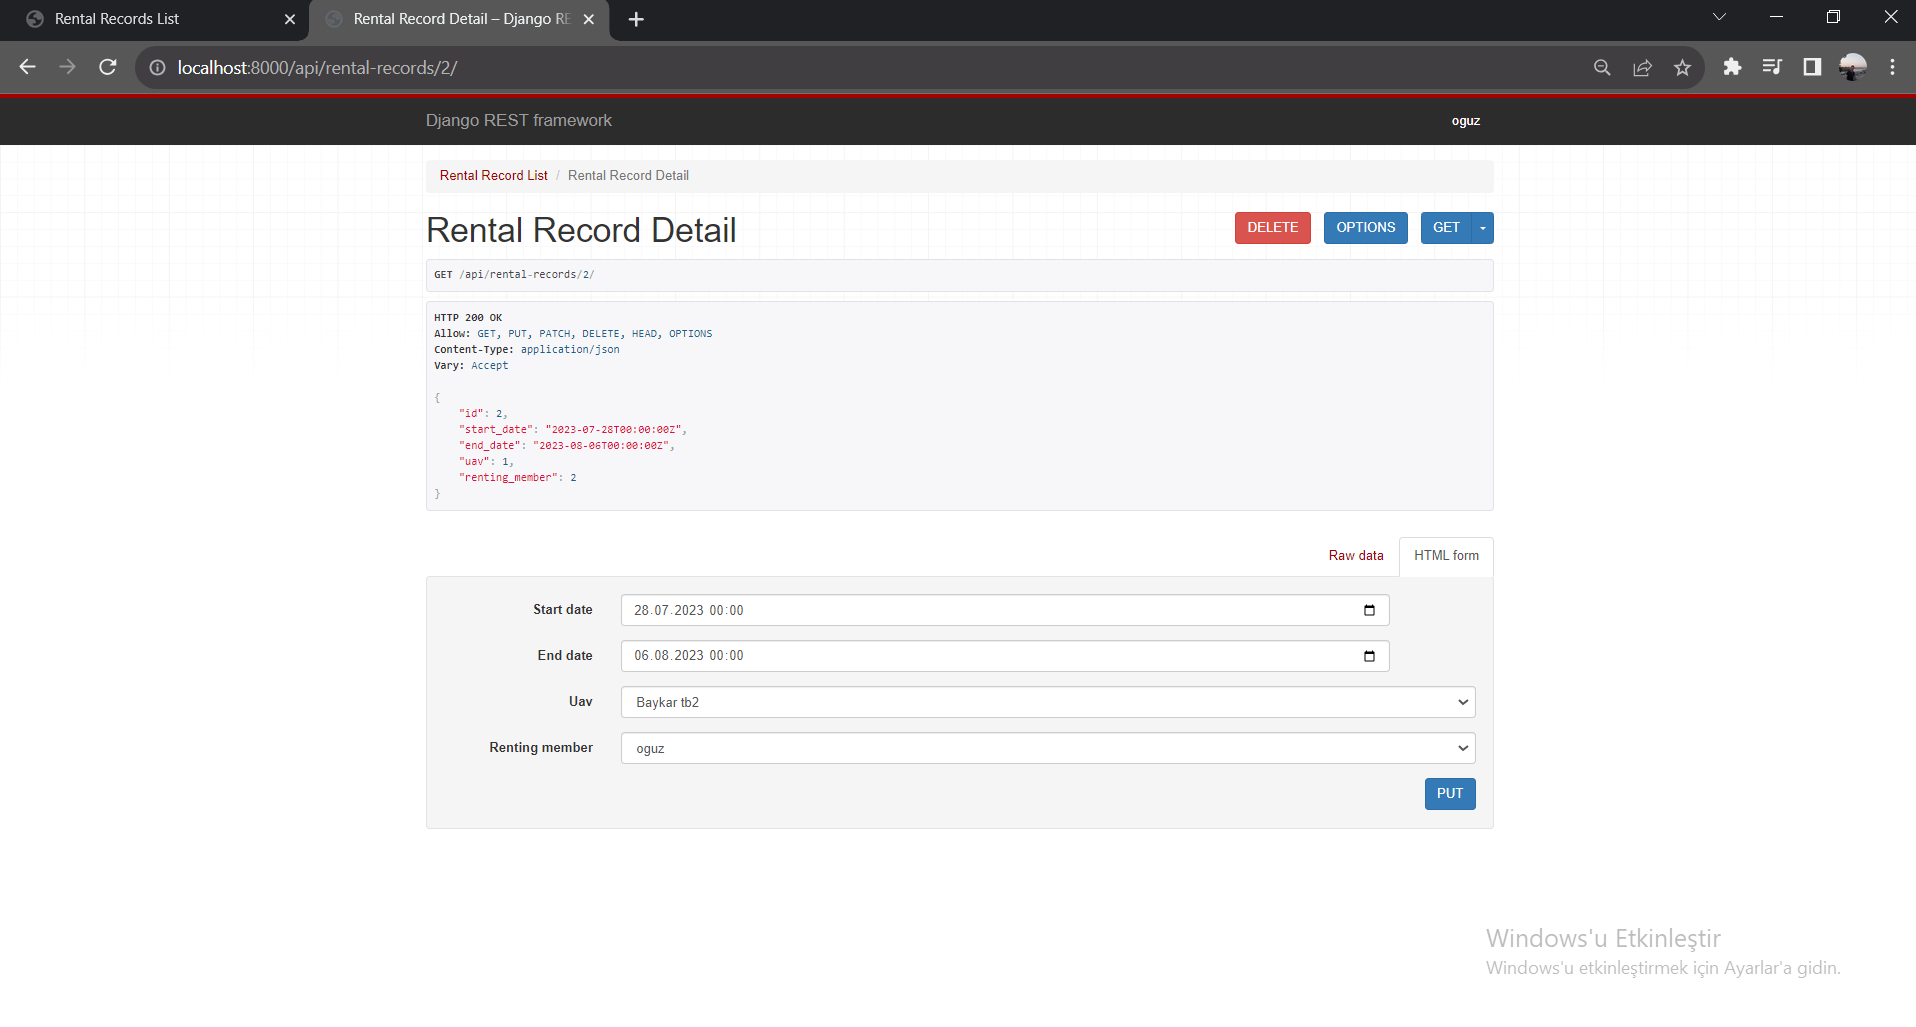 Rental Records List
Rental Record Detail – Django RE
localhost:8000/api/rental-records/2/
Django REST framework
oguz
Rental Record List / Rental Record Detail
Rental Record Detail
DELETE
OPTIONS
GET
GET /api/rental-records/2/
HTTP 200 OK
Allow: GET, PUT, PATCH, DELETE, HEAD, OPTIONS
Content-Type: application/json
Vary: Accept
{
"id": 2,
"start_date": "2023-07-28T00:00:00Z",
"end_date": "2023-08-06T00:00:00Z",
"uav": 1,
"renting_member": 2
}
Raw data
HTML form
Start date
28.07.2023 00:00
End date
06.08.2023 00:00
Uav
Baykar tb2
Renting member
oguz
PUT
Windows'u Etkinleştir
Windows'u etkinleştirmek için Ayarlar'a gidin.